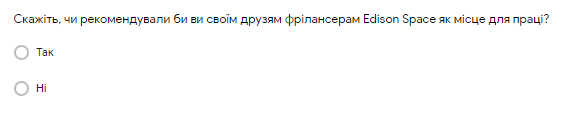 Скажіть, чи рекомендували би ви своїм друзям фрілансерам Edison Space як місце для праці?
Так
Ні